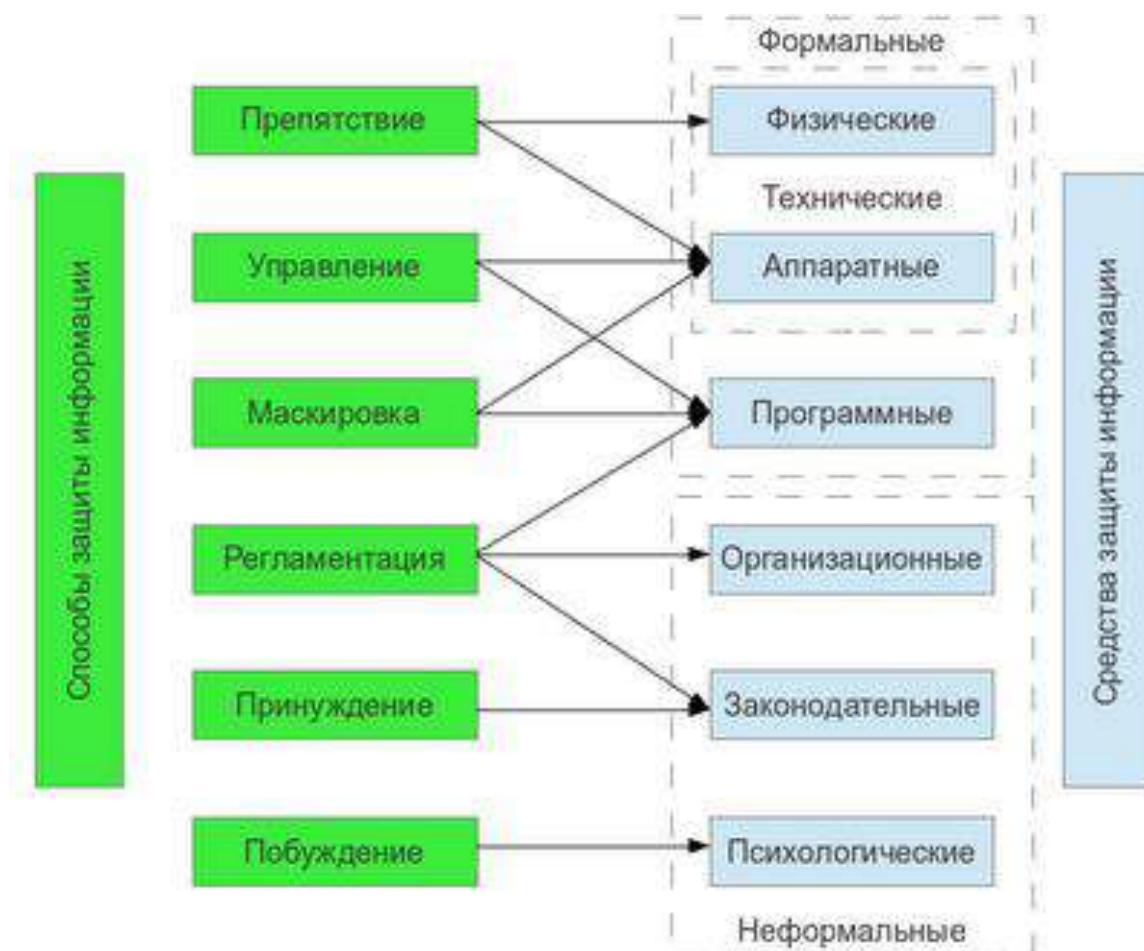 Формальные
Препятствие
Физические
Технические
Управление
Аппаратные
Маскировка
Программные
Регламентация
Организационные
Принуждение
Законодательные
Побуждение
Психологические
Неформальные
Способы защиты информации
Средства защиты информации